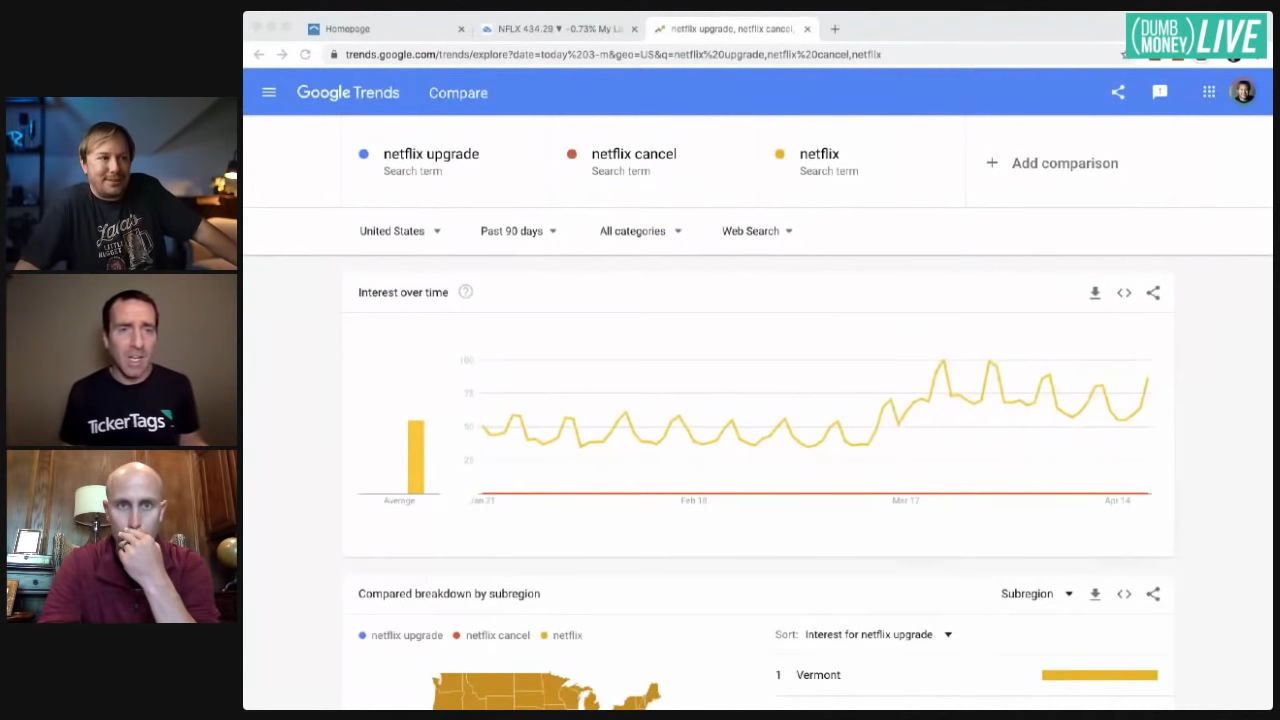 DUMB MONEY LIVE
Homepage
NFLX 434.29 ▼ -0.73% My La
netflix upgrade, netflix cancel,
trends.google.com/trends/explore?date=today%203-m&geo=US&q=netflix%20upgrade,netflix%20cancel,netflix
Google Trends Compare
netflix upgrade
Search term
netflix cancel
Search term
netflix
Search term
+ Add comparison
United States
Past 90 days
All categories
Web Search
Interest over time
100
75
50
25
Average
Jan 21
Feb 18
Mar 17
Apr 14
TickerTags
Compared breakdown by subregion
Subregion
netflix upgrade
netflix cancel
netflix
Sort: Interest for netflix upgrade
1 Vermont